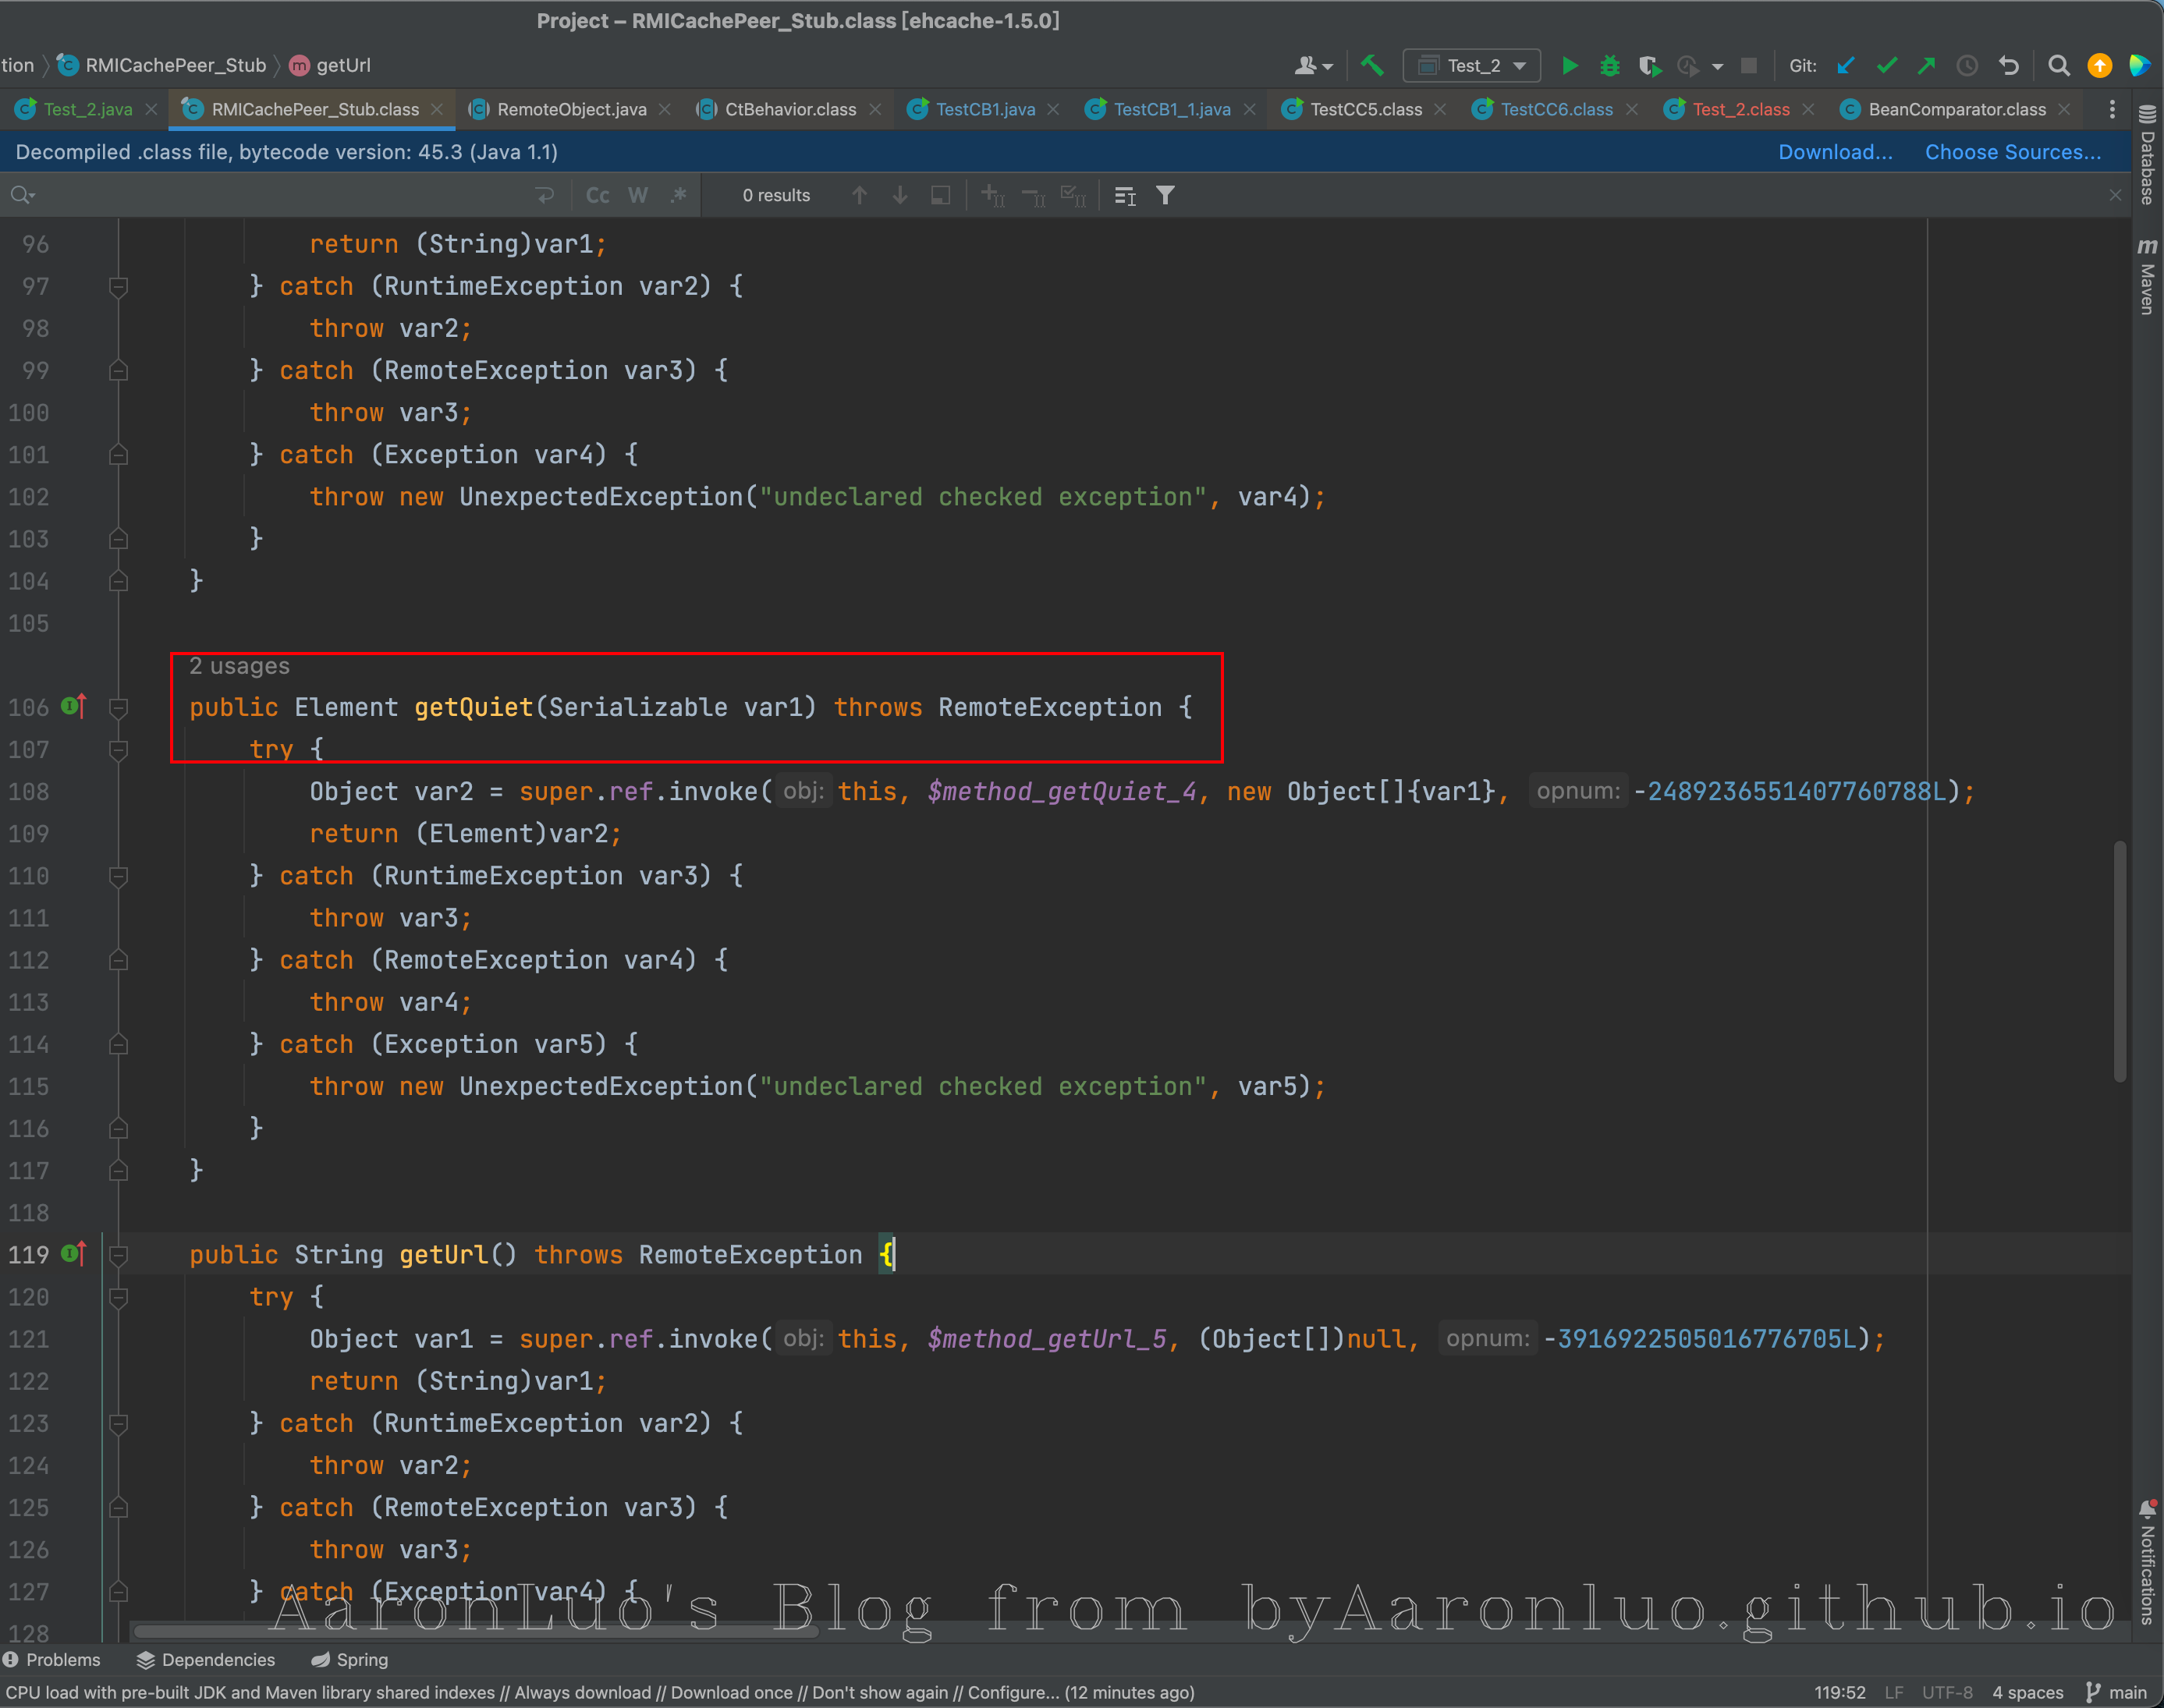 Project – RMICachePeer_Stub.class [ehcache-1.5.0]
tion RMICachePeer_Stub m getUrl Test_2 Git:
Test_2.java RMICachePeer_Stub.class RemoteObject.java CtBehavior.class TestCB1.java TestCB1_1.java TestCC5.class TestCC6.class Test_2.class BeanComparator.class
Decompiled .class file, bytecode version: 45.3 (Java 1.1) Download... Choose Sources...
Cc W .* 0 results
Database
Maven
Notifications
96 return (String)var1;
97 } catch (RuntimeException var2) {
98 throw var2;
99 } catch (RemoteException var3) {
100 throw var3;
101 } catch (Exception var4) {
102 throw new UnexpectedException("undeclared checked exception", var4);
103 }
104 }
105
2 usages
106 public Element getQuiet(Serializable var1) throws RemoteException {
107 try {
108 Object var2 = super.ref.invoke( obj: this, $method_getQuiet_4, new Object[]{var1}, opnum: -2489236551407760788L);
109 return (Element)var2;
110 } catch (RuntimeException var3) {
111 throw var3;
112 } catch (RemoteException var4) {
113 throw var4;
114 } catch (Exception var5) {
115 throw new UnexpectedException("undeclared checked exception", var5);
116 }
117 }
118
119 public String getUrl() throws RemoteException {
120 try {
121 Object var1 = super.ref.invoke( obj: this, $method_getUrl_5, (Object[])null, opnum: -3916922505016776705L);
122 return (String)var1;
123 } catch (RuntimeException var2) {
124 throw var2;
125 } catch (RemoteException var3) {
126 throw var3;
127 } catch (Exception var4) {
AaronLuo's Blog from byAaronluo.github.io
128
Problems Dependencies Spring
CPU load with pre-built JDK and Maven library shared indexes // Always download // Download once // Don't show again // Configure... (12 minutes ago) 119:52 LF UTF-8 4 spaces main